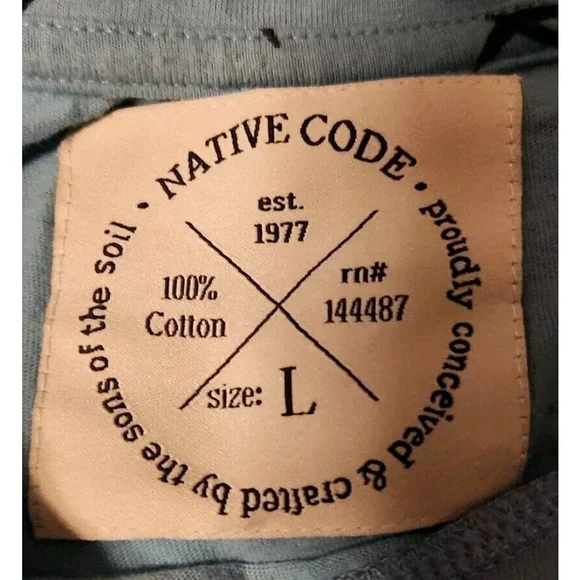 NATIVE CODE • proudly conceived & crafted by the sons of the soil •
est.
1977
100%
Cotton
rn#
144487
size: L